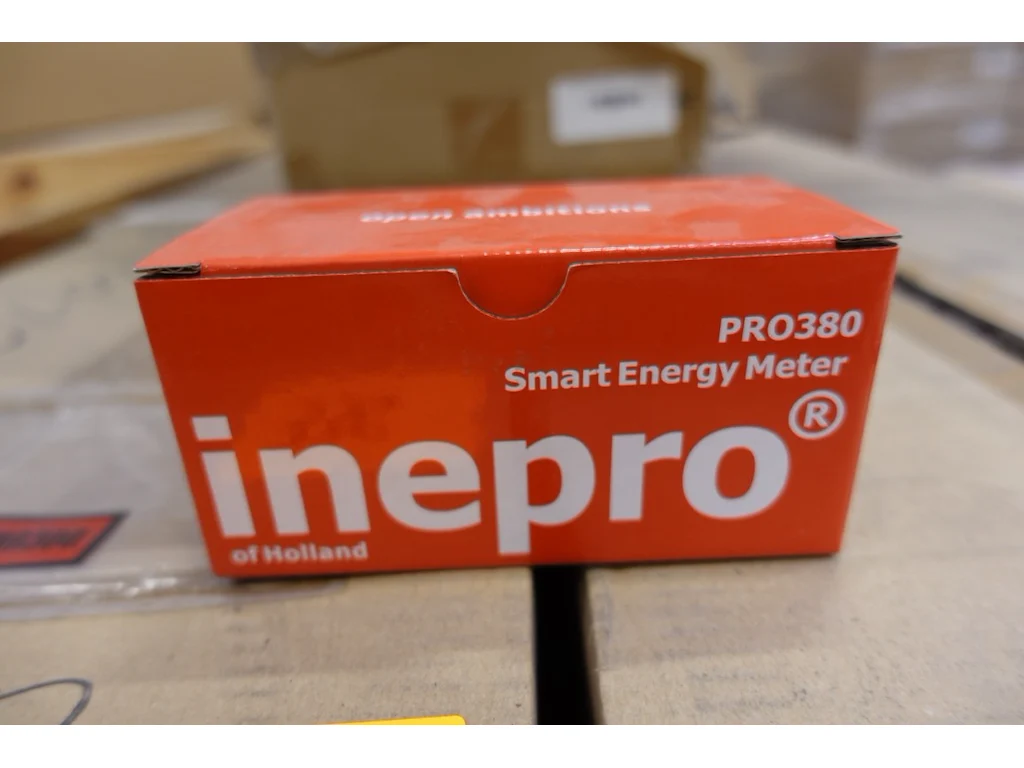 open ambitions
PRO380
Smart Energy Meter
inepro®
of Holland